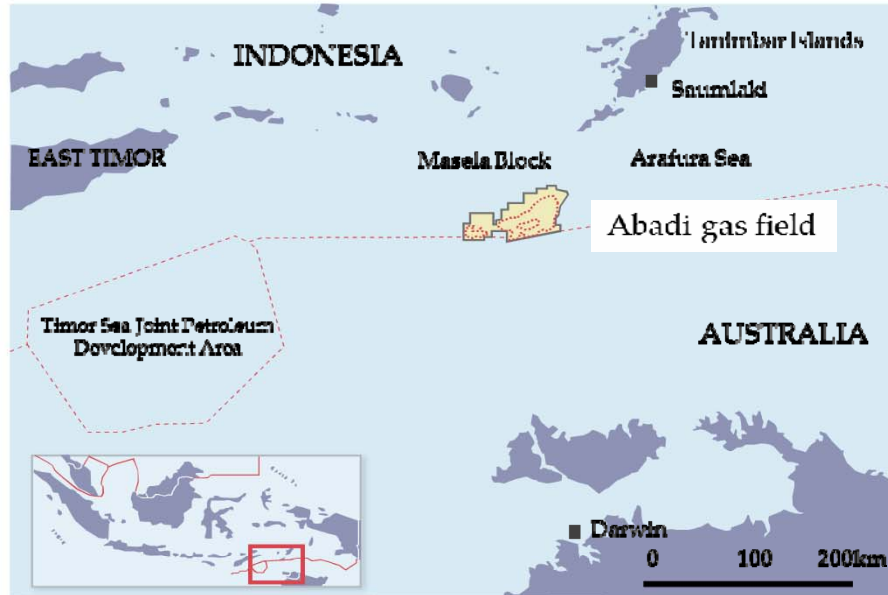 INDONESIA
Tanimbar Islands
Saumlaki
EAST TIMOR
Masela Block
Arafura Sea
Abadi gas field
Timor Sea Joint Petroleum
Development Area
AUSTRALIA
Darwin
0 100 200km